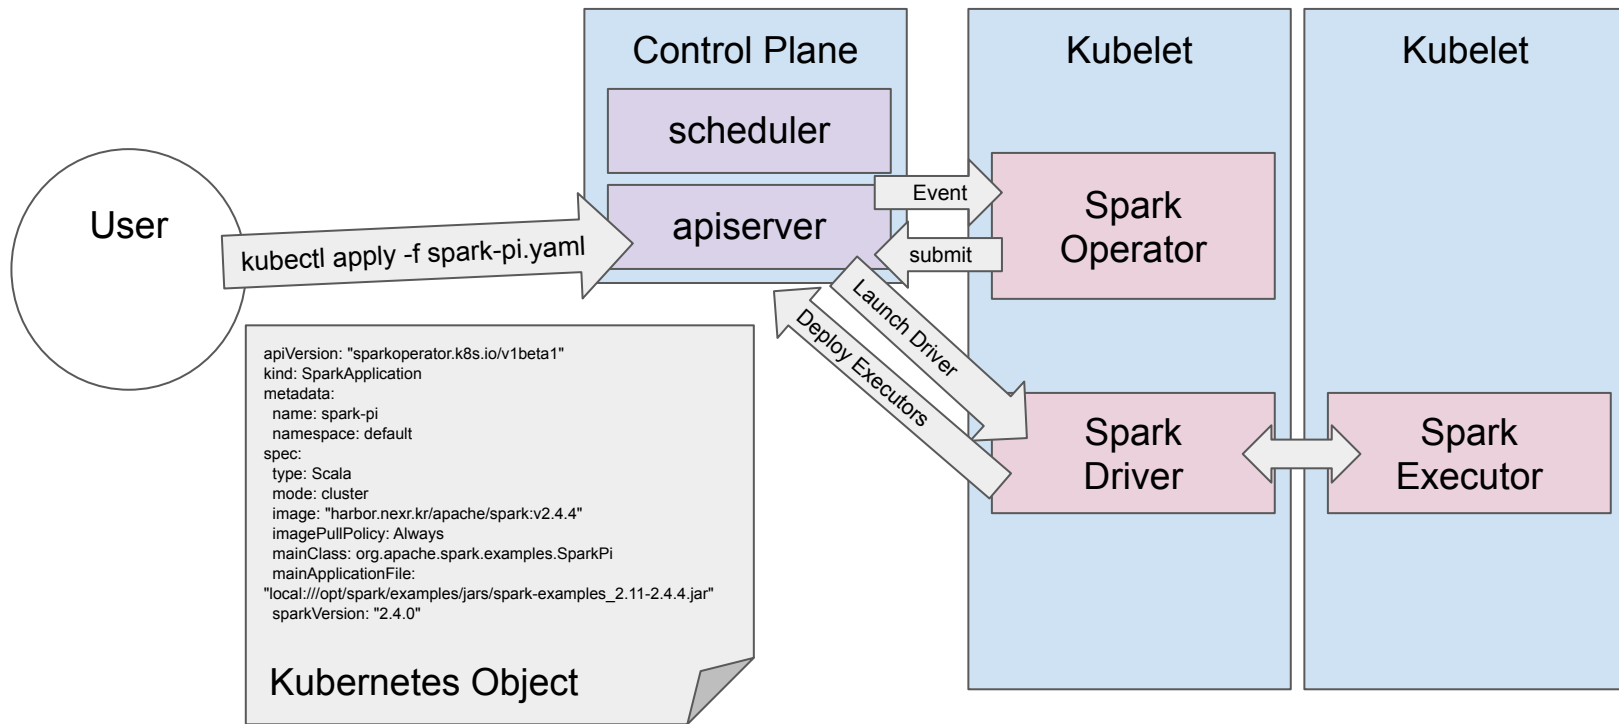 Control Plane
scheduler
apiserver
Kubelet
Kubelet
User
kubectl apply -f spark-pi.yaml
Event
submit
Spark
Operator
Launch Driver
Deploy Executors
Spark
Driver
Spark
Executor
apiVersion: "sparkoperator.k8s.io/v1beta1"
kind: SparkApplication
metadata:
  name: spark-pi
  namespace: default
spec:
  type: Scala
  mode: cluster
  image: "harbor.nexr.kr/apache/spark:v2.4.4"
  imagePullPolicy: Always
  mainClass: org.apache.spark.examples.SparkPi
  mainApplicationFile:
"local:///opt/spark/examples/jars/spark-examples_2.11-2.4.4.jar"
  sparkVersion: "2.4.0"
Kubernetes Object